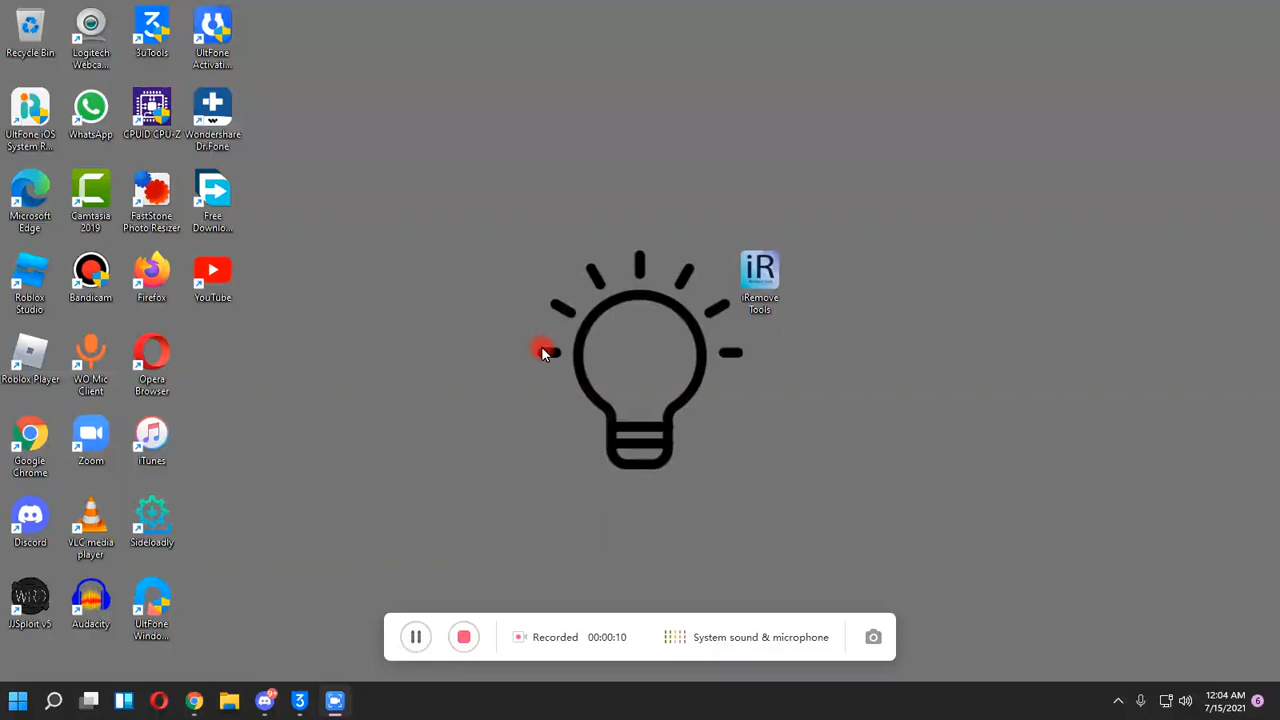 Recycle Bin
Logitech
Webca...
3uTools
UltFone
Activati...
UltFone iOS
System R...
WhatsApp
CPUID CPU-Z
Wondershare
Dr.Fone
Microsoft
Edge
Camtasia
2019
FastStone
Photo Resizer
Free
Downlo...
Roblox
Studio
Bandicam
Firefox
YouTube
iR
iRemove
Tools
Roblox Player
WO Mic
Client
Opera
Browser
Google
Chrome
Zoom
iTunes
Discord
VLC media
player
Sideloadly
WRD
JJSploit v5
Audacity
UltFone
Windo...
Recorded 00:00:10
System sound & microphone
9+
12:04 AM
7/15/2021
6